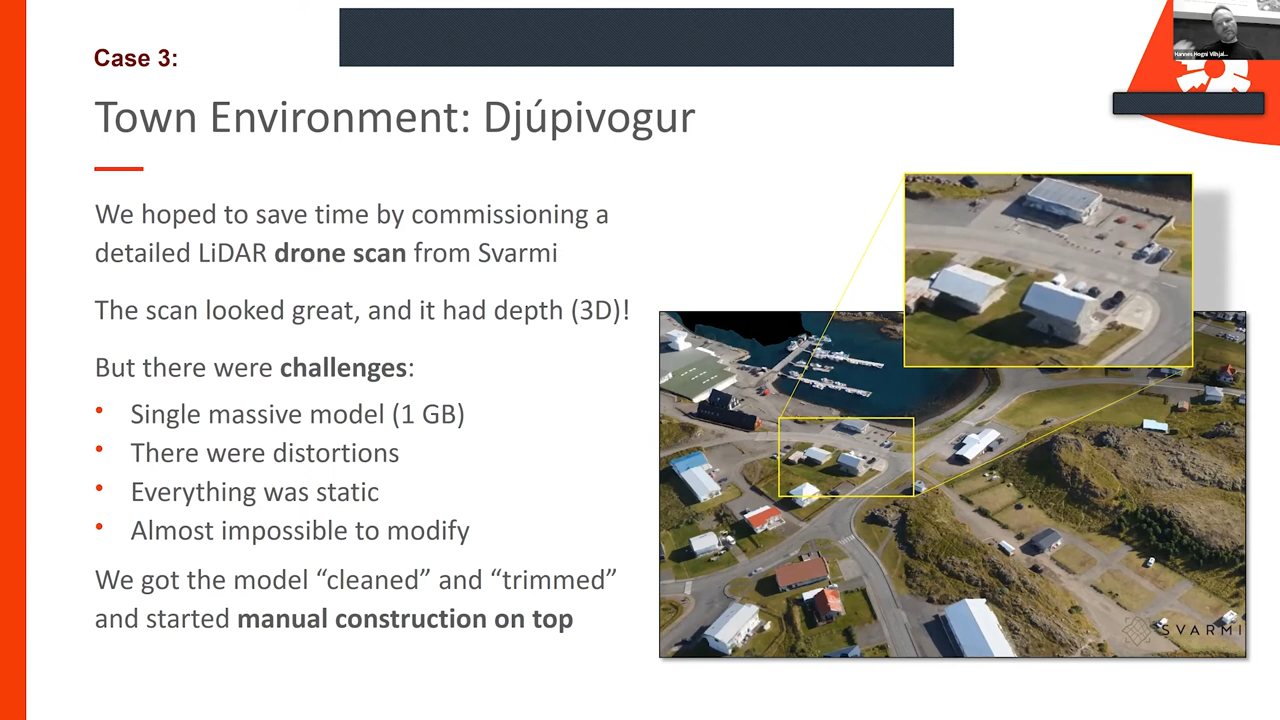 Case 3:
Hannes Hogni Vilhjal...
Town Environment: Djúpivogur
We hoped to save time by commissioning a
detailed LiDAR drone scan from Svarmi
The scan looked great, and it had depth (3D)!
But there were challenges:
• Single massive model (1 GB)
• There were distortions
• Everything was static
• Almost impossible to modify
We got the model “cleaned” and “trimmed”
and started manual construction on top
SVARMI